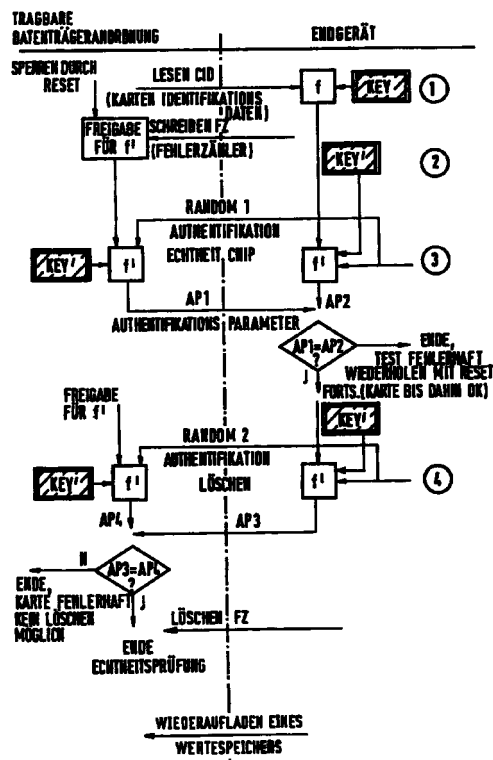 TRAGBARE
DATENTRÄGERANORDNUNG
ENDGERÄT
SPERREN DURCH
RESET
LESEN CID
(KARTEN IDENTIFIKATIONS
DATEN)
f
KEY
1
FREIGABE
FÜR f'
SCHREIBEN FZ
(FEHLERZÄHLER)
KEY'
2
RANDOM 1
AUTHENTIFIKATION
ECHTHEIT CHIP
KEY'
f'
f'
3
AP1
AP2
AUTHENTIFIKATIONS PARAMETER
AP1=AP2
?
ENDE,
TEST FEHLERHAFT
WIEDERHOLEN MIT RESET
j
FORTS.(KARTE BIS DAHIN OK)
FREIGABE
FÜR f'
KEY'
RANDOM 2
AUTHENTIFIKATION
LÖSCHEN
KEY'
f'
f'
4
AP4
AP3
N
AP3=AP4
?
j
ENDE,
KARTE FEHLERHAFT
KEIN LÖSCHEN
MÖGLICH
LÖSCHEN FZ
ENDE
ECHTHEITSPRÜFUNG
WIEDERAUFLADEN EINES
WERTESPEICHERS